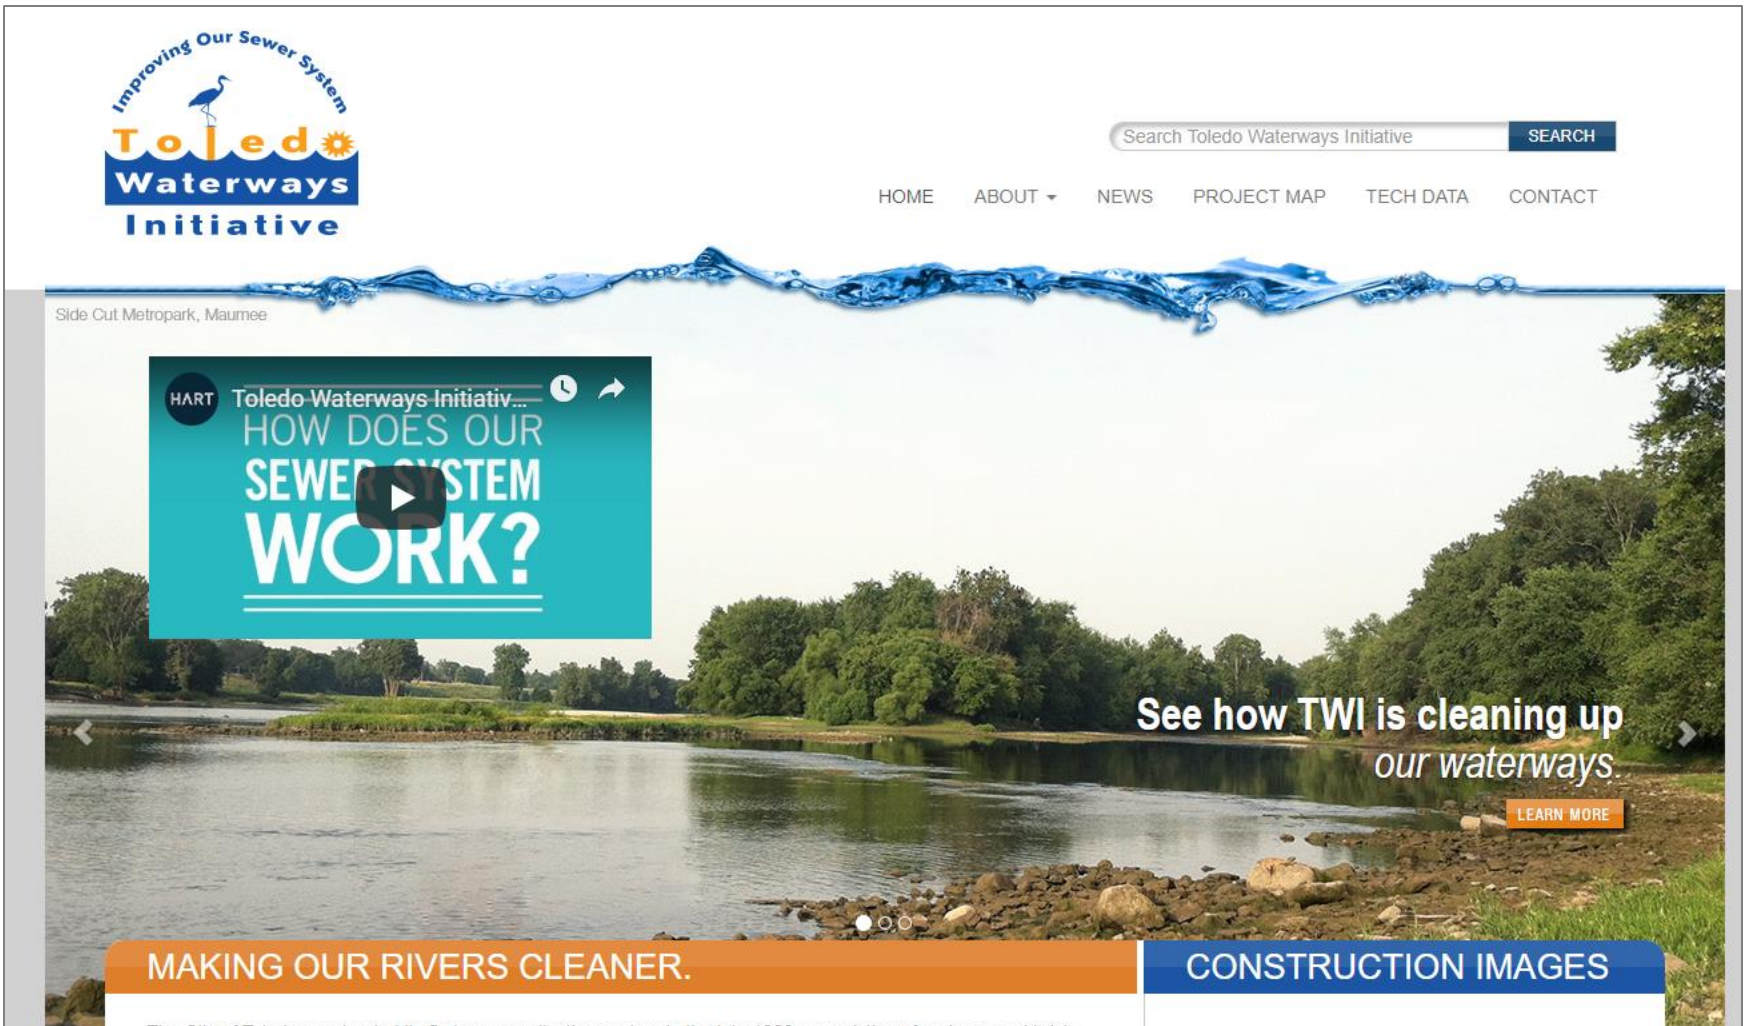 Improving Our Sewer System
Toledo
Waterways
Initiative
Search Toledo Waterways Initiative
SEARCH
HOME ABOUT NEWS PROJECT MAP TECH DATA CONTACT
Side Cut Metropark, Maumee
HART
Toledo Waterways Initiativ...
HOW DOES OUR
SEWER SYSTEM
WORK?
See how TWI is cleaning up
our waterways.
LEARN MORE
MAKING OUR RIVERS CLEANER.
CONSTRUCTION IMAGES